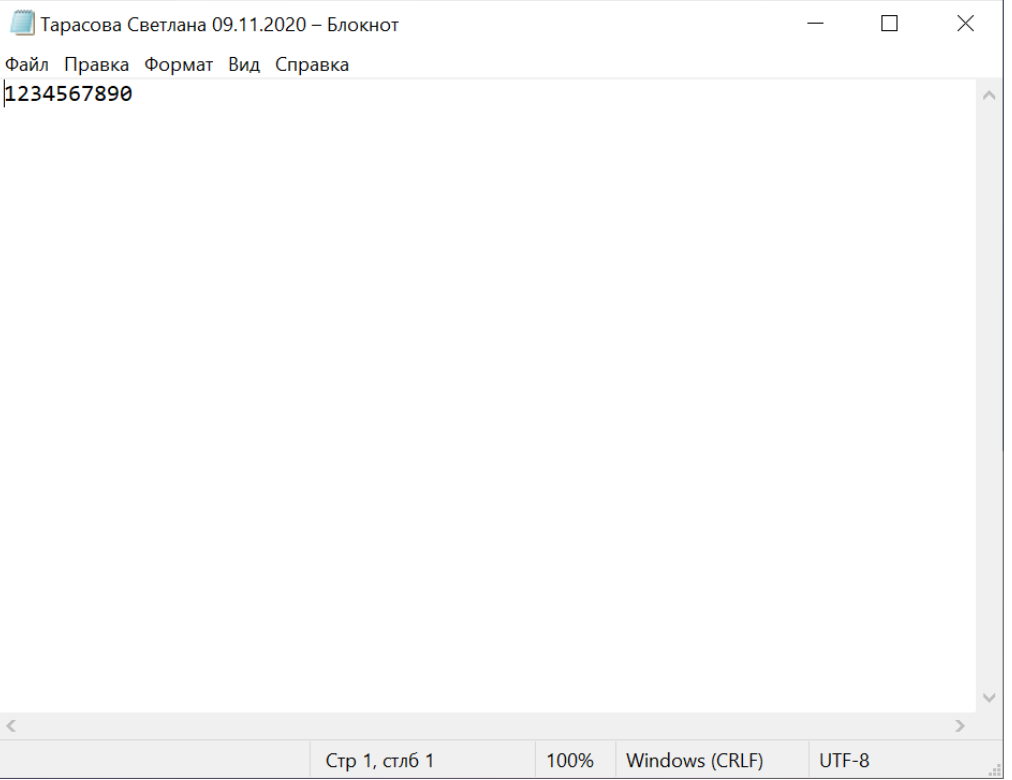 Тарасова Светлана 09.11.2020 – Блокнот
Файл Правка Формат Вид Справка
1234567890
Стр 1, стлб 1 100% Windows (CRLF) UTF-8